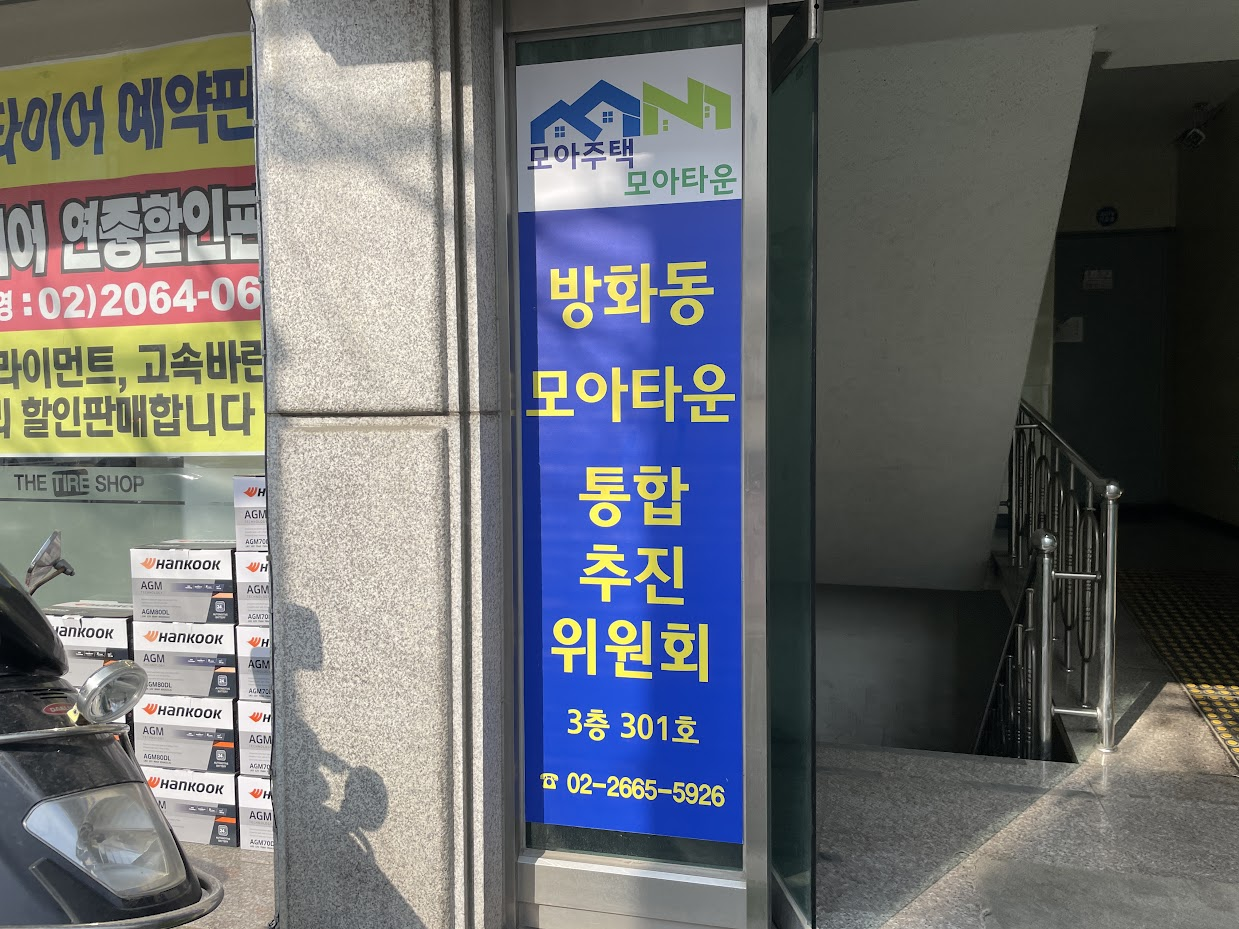 타이어 예약판
연중할인판
: 02)2064-06
라이먼트, 고속바란
할인판매합니다
THE TIRE SHOP
HANKOOK
AGM
AGM80DL
HANKOOK
HANKOOK
AGM
AGM80DL
HANKOOK
AGM
AGM80DL
HANKOOK
AGM
모아주택
모아타운
방화동
모아타운
통합
추진
위원회
3층 301호
☎ 02-2665-5926